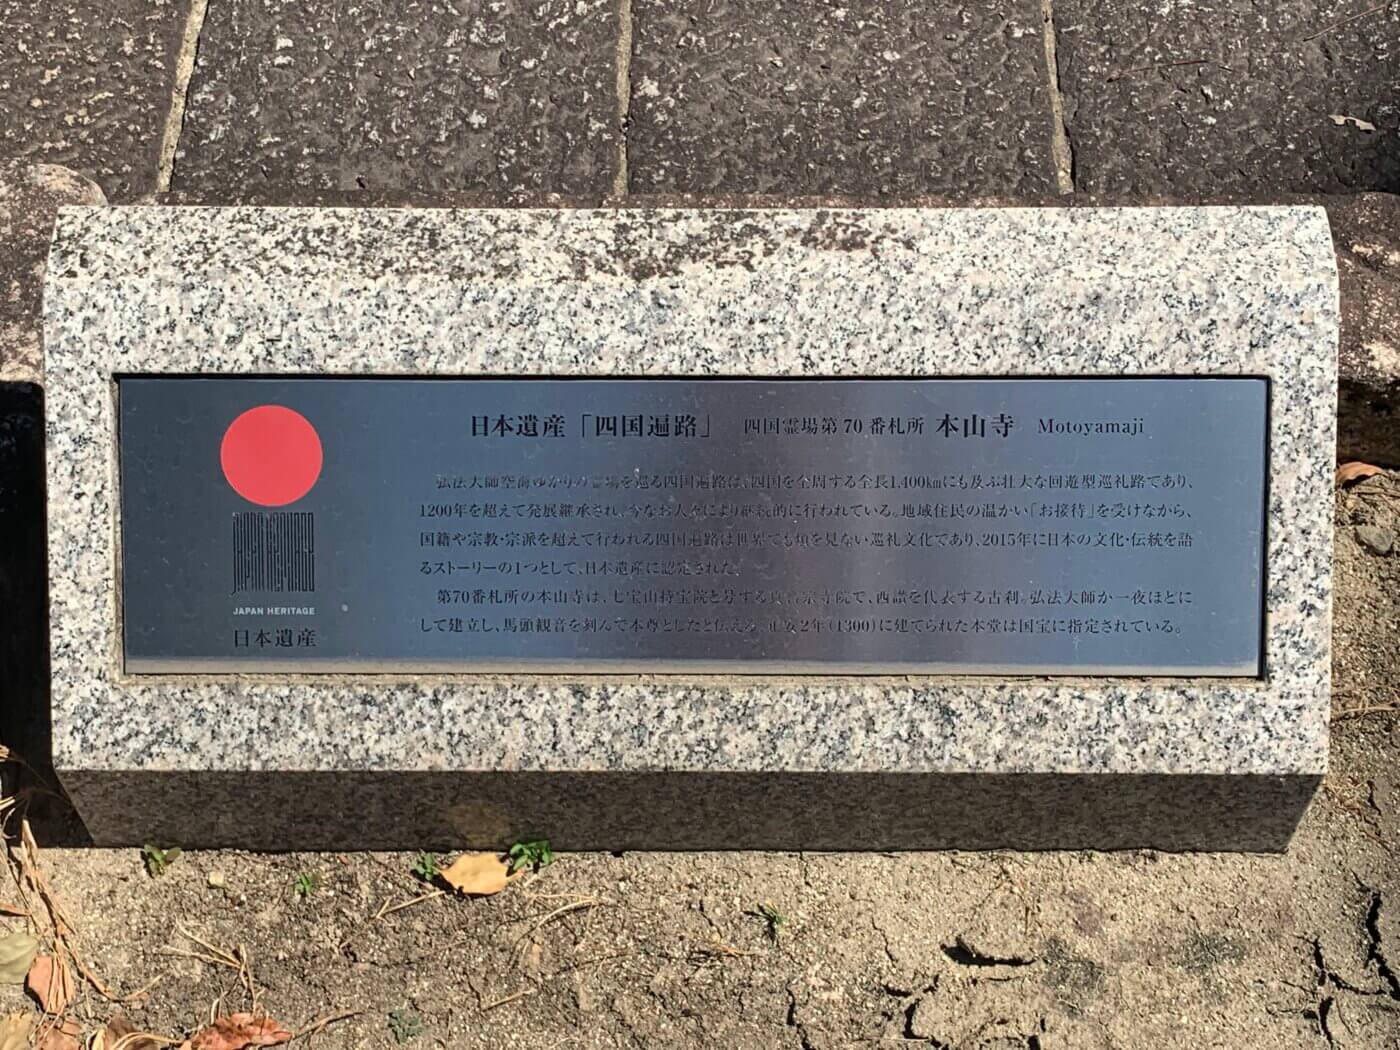 日本遺産「四国遍路」 四国霊場第70番札所 本山寺 Motoyamaji
弘法大師空海ゆかりの霊場を巡る四国遍路は、四国を全周する全長1,400㎞にも及ぶ壮大な回遊型巡礼路であり、
1200年を超えて発展継承され、今なお人々により継続的に行われている。地域住民の温かい「お接待」を受けながら、
国籍や宗教・宗派を超えて行われる四国遍路は世界でも類を見ない巡礼文化であり、2015年に日本の文化・伝統を語
るストーリーの1つとして、日本遺産に認定された。
第70番札所の本山寺は、七宝山持宝院と号する真言宗寺院で、西讃を代表する古刹。弘法大師が一夜ほどに
して建立し、馬頭観音を刻んで本尊としたと伝える。正安2年(1300)に建てられた本堂は国宝に指定されている。
JAPAN HERITAGE
日本遺産